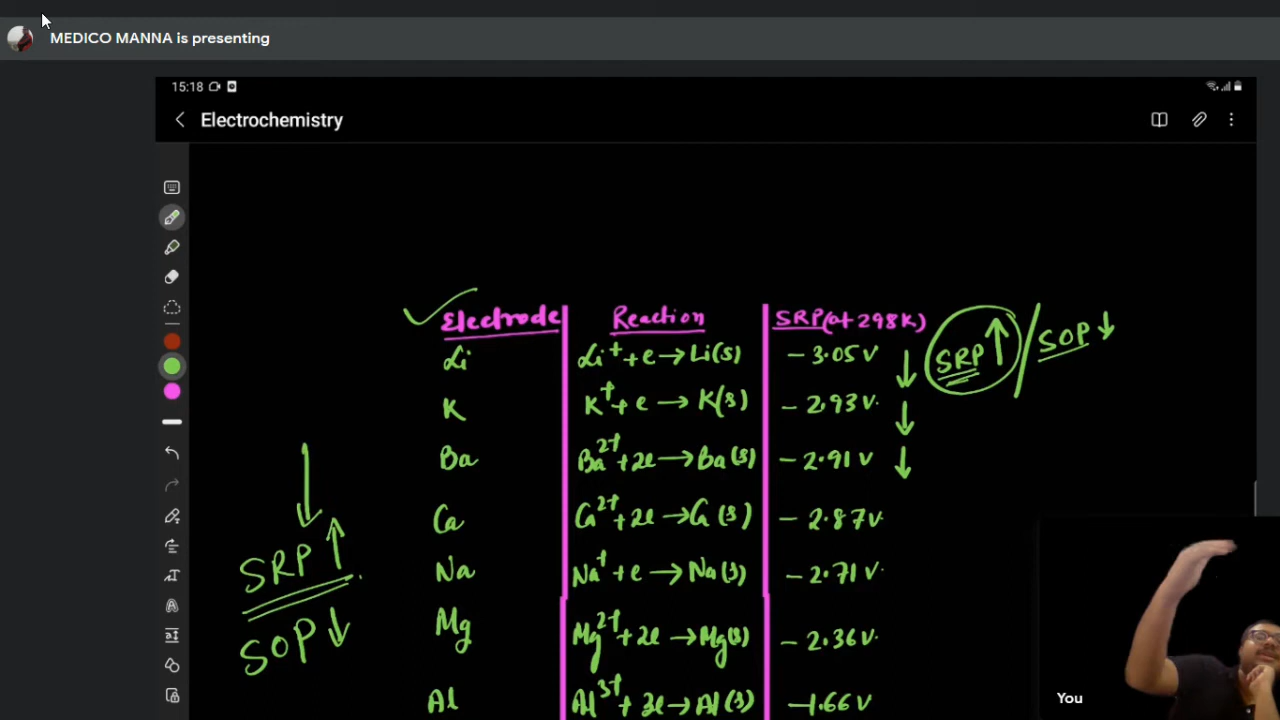 MEDICO MANNA is presenting
15:18
Electrochemistry
Electrode Reaction SRP(at 298K) SRP↑ / SOP↓
Li Li⁺ + e → Li(s) - 3.05 V ↓
K K⁺ + e → K(s) - 2.93 V. ↓
Ba Ba²⁺ + 2e → Ba(s) - 2.91 V ↓
Ca Ca²⁺ + 2e → Ca(s) - 2.87 V.
Na Na⁺ + e → Na(s) - 2.71 V.
Mg Mg²⁺ + 2e → Mg(s) - 2.36 V.
Al Al³⁺ + 3e → Al(s) -1.66 V
↓
SRP↑
SOP↓
You